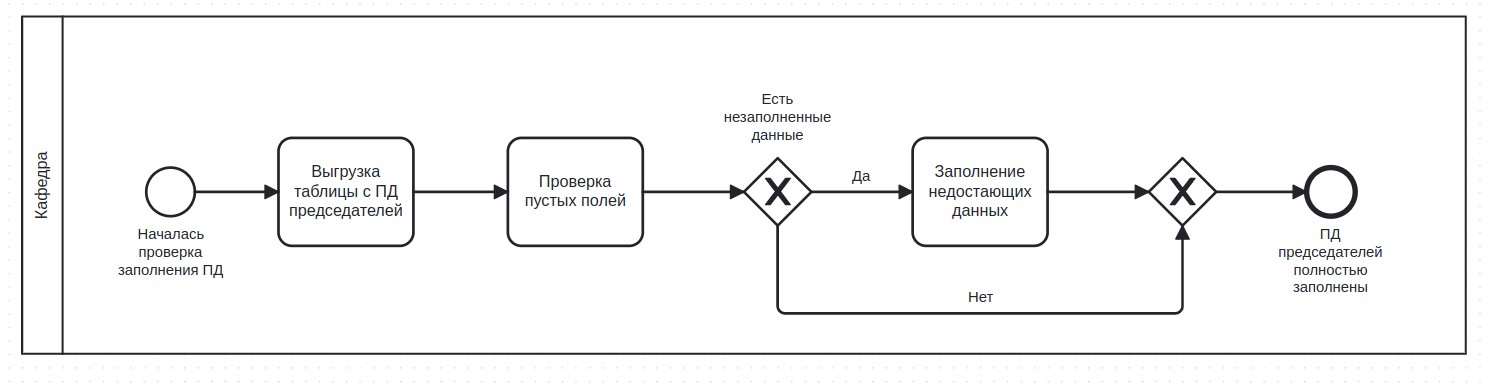 Кафедра
Началась
проверка
заполнения ПД
Выгрузка
таблицы с ПД
председателей
Проверка
пустых полей
Есть
незаполненные
данные
Да
Нет
Заполнение
недостающих
данных
ПД
председателей
полностью
заполнены